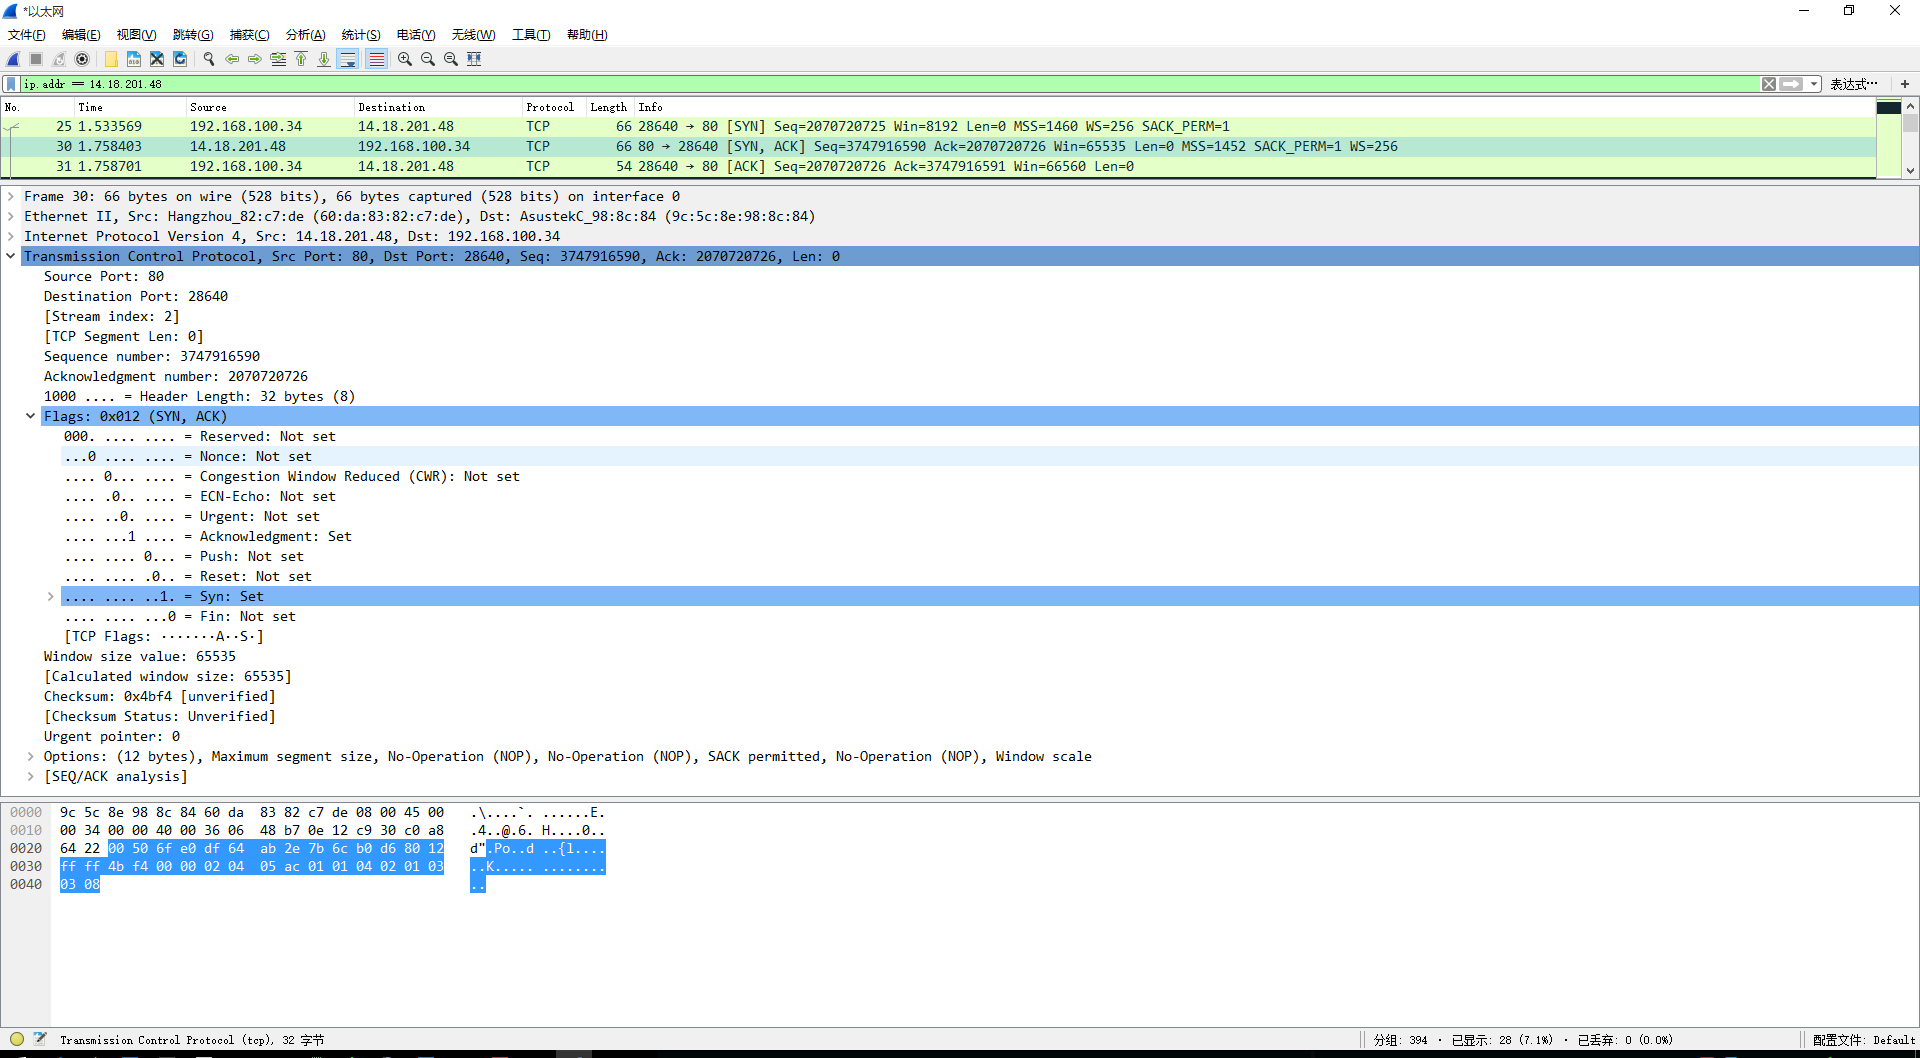 *以太网
文件(F) 编辑(E) 视图(V) 跳转(G) 捕获(C) 分析(A) 统计(S) 电话(Y) 无线(W) 工具(T) 帮助(H)
ip.addr == 14.18.201.48 表达式… +
No. Time Source Destination Protocol Length Info
25 1.533569 192.168.100.34 14.18.201.48 TCP 66 28640 → 80 [SYN] Seq=2070720725 Win=8192 Len=0 MSS=1460 WS=256 SACK_PERM=1
30 1.758403 14.18.201.48 192.168.100.34 TCP 66 80 → 28640 [SYN, ACK] Seq=3747916590 Ack=2070720726 Win=65535 Len=0 MSS=1452 SACK_PERM=1 WS=256
31 1.758701 192.168.100.34 14.18.201.48 TCP 54 28640 → 80 [ACK] Seq=2070720726 Ack=3747916591 Win=66560 Len=0
Frame 30: 66 bytes on wire (528 bits), 66 bytes captured (528 bits) on interface 0
Ethernet II, Src: Hangzhou_82:c7:de (60:da:83:82:c7:de), Dst: AsustekC_98:8c:84 (9c:5c:8e:98:8c:84)
Internet Protocol Version 4, Src: 14.18.201.48, Dst: 192.168.100.34
Transmission Control Protocol, Src Port: 80, Dst Port: 28640, Seq: 3747916590, Ack: 2070720726, Len: 0
Source Port: 80
Destination Port: 28640
[Stream index: 2]
[TCP Segment Len: 0]
Sequence number: 3747916590
Acknowledgment number: 2070720726
1000 .... = Header Length: 32 bytes (8)
Flags: 0x012 (SYN, ACK)
000. .... .... = Reserved: Not set
...0 .... .... = Nonce: Not set
.... 0... .... = Congestion Window Reduced (CWR): Not set
.... .0.. .... = ECN-Echo: Not set
.... ..0. .... = Urgent: Not set
.... ...1 .... = Acknowledgment: Set
.... .... 0... = Push: Not set
.... .... .0.. = Reset: Not set
.... .... ..1. = Syn: Set
.... .... ...0 = Fin: Not set
[TCP Flags: ·······A··S·]
Window size value: 65535
[Calculated window size: 65535]
Checksum: 0x4bf4 [unverified]
[Checksum Status: Unverified]
Urgent pointer: 0
Options: (12 bytes), Maximum segment size, No-Operation (NOP), No-Operation (NOP), SACK permitted, No-Operation (NOP), Window scale
[SEQ/ACK analysis]
0000 9c 5c 8e 98 8c 84 60 da 83 82 c7 de 08 00 45 00 .\....`. ......E.
0010 00 34 00 00 40 00 36 06 48 b7 0e 12 c9 30 c0 a8 .4..@.6. H....0..
0020 64 22 00 50 6f e0 df 64 ab 2e 7b 6c b0 d6 80 12 d".Po..d ..{l....
0030 ff ff 4b f4 00 00 02 04 05 ac 01 01 04 02 01 03 ..K..... ........
0040 03 08 ..
Transmission Control Protocol (tcp), 32 字节 分组: 394 · 已显示: 28 (7.1%) · 已丢弃: 0 (0.0%) 配置文件: Default